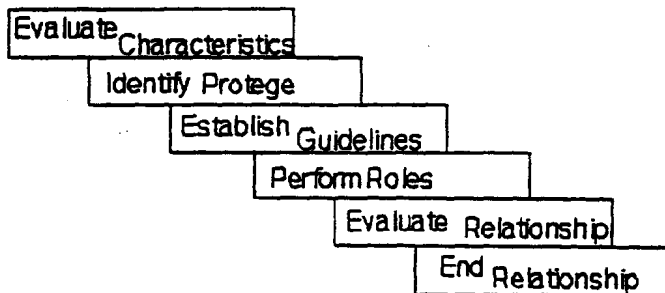 Evaluate Characteristics
Identify Protege
Establish Guidelines
Perform Roles
Evaluate Relationship
End Relationship